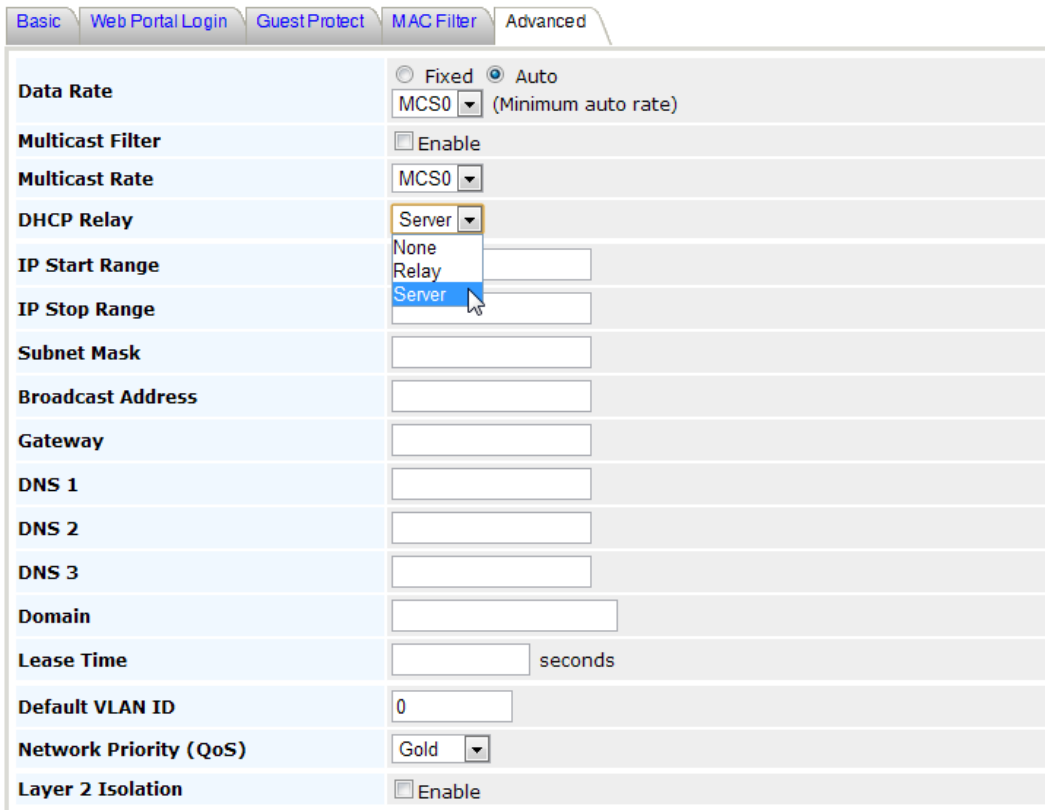 Basic Web Portal Login Guest Protect MAC Filter Advanced
Data Rate Fixed Auto
MCS0 (Minimum auto rate)
Multicast Filter Enable
Multicast Rate MCS0
DHCP Relay Server
None
IP Start Range
Relay
Server
IP Stop Range
Subnet Mask
Broadcast Address
Gateway
DNS 1
DNS 2
DNS 3
Domain
Lease Time seconds
Default VLAN ID 0
Network Priority (QoS) Gold
Layer 2 Isolation Enable